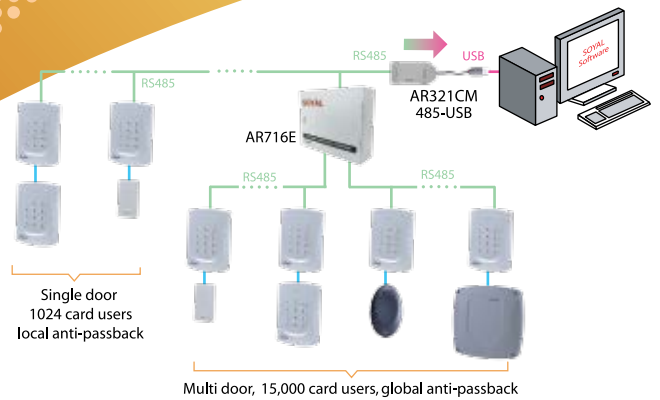 RS485
USB
SOYAL
Software
RS485
AR321CM
485-USB
SOYAL
AR716E
RS485
RS485
Single door
1024 card users
local anti-passback
Multi door, 15,000 card users, global anti-passback